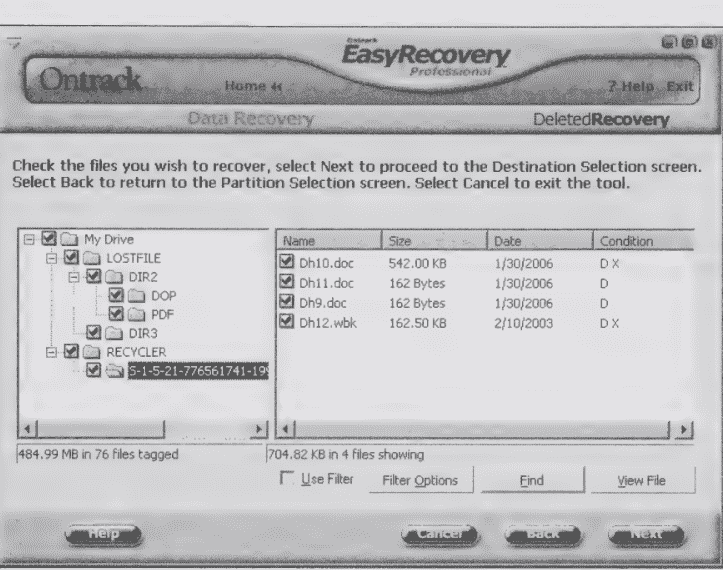 Ontrack
EasyRecovery
Professional
Ontrack
Home
? Help Exit
Data Recovery
DeletedRecovery
Check the files you wish to recover, select Next to proceed to the Destination Selection screen.
Select Back to return to the Partition Selection screen. Select Cancel to exit the tool.
My Drive
LOSTFILE
DIR2
DOP
PDF
DIR3
RECYCLER
S-1-5-21-776561741-19
Name Size Date Condition
Dh10.doc 542.00 KB 1/30/2006 D X
Dh11.doc 162 Bytes 1/30/2006 D
Dh9.doc 162 Bytes 1/30/2006 D
Dh12.wbk 162.50 KB 2/10/2003 D X
484.99 MB in 76 files tagged
704.82 KB in 4 files showing
Use Filter Filter Options Find View File
Help Cancel Back Next